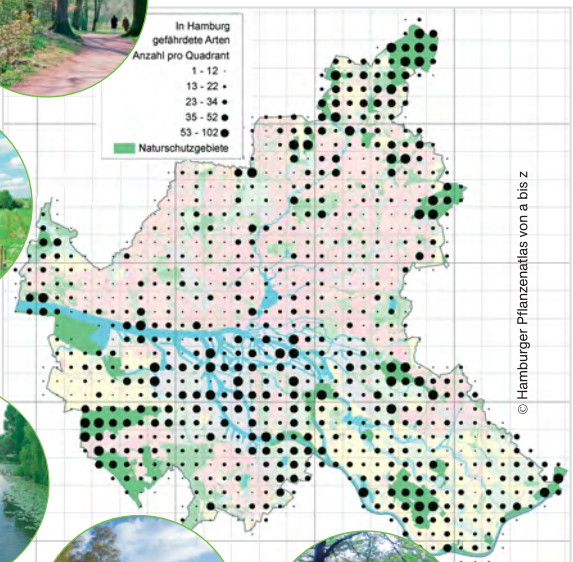 In Hamburg
gefährdete Arten
Anzahl pro Quadrant
1 - 12
13 - 22
23 - 34
35 - 52
53 - 102
Naturschutzgebiete
© Hamburger Pflanzenatlas von a bis z